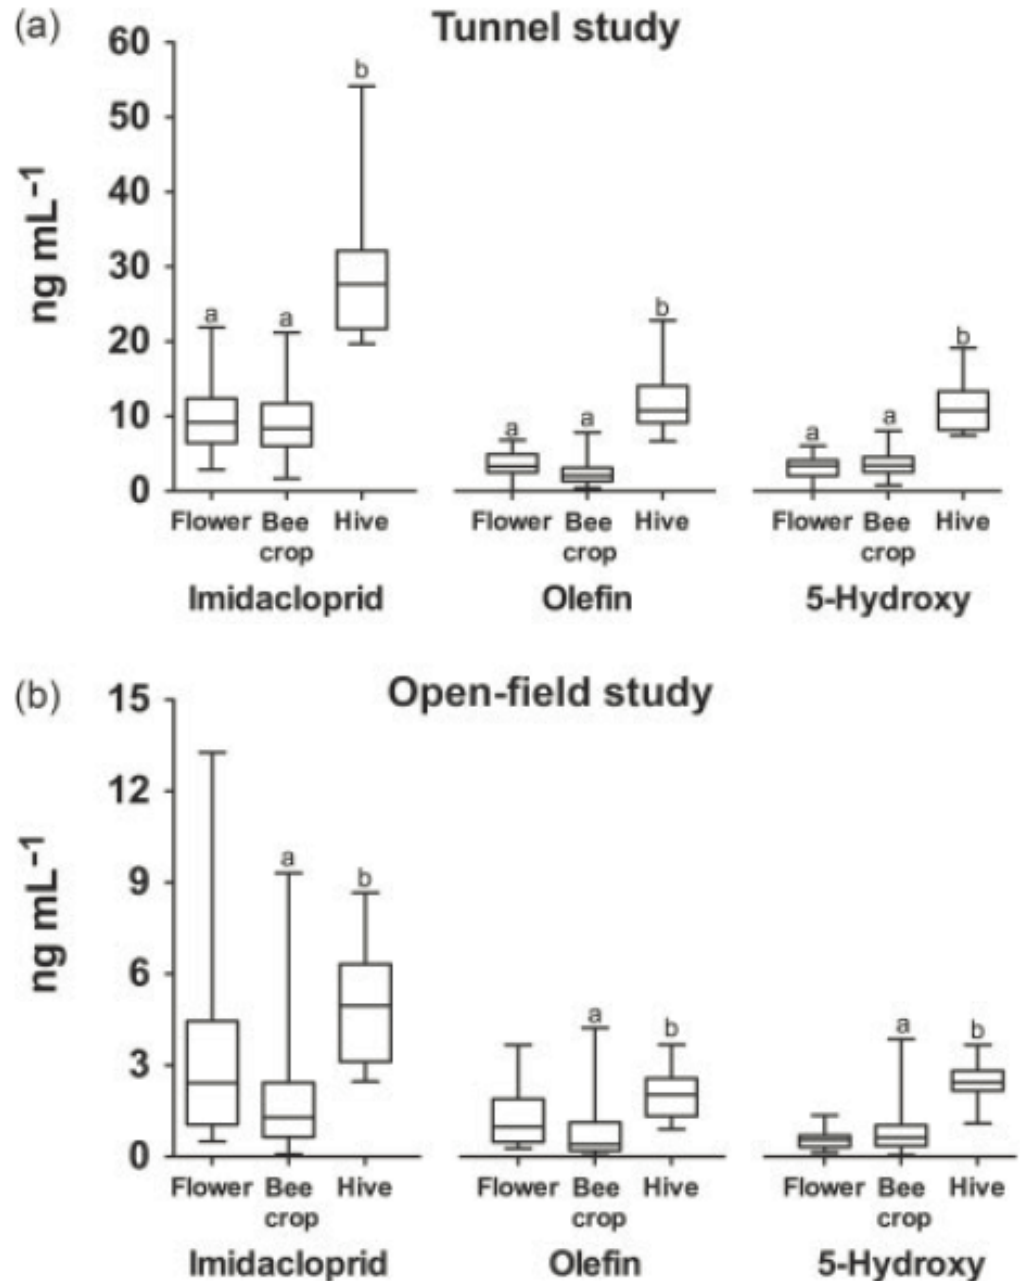 (a) Tunnel study
60
50
40
30
20
10
0
ng mL⁻¹
a a b
a a b
a a b
Flower Bee crop Hive
Flower Bee crop Hive
Flower Bee crop Hive
Imidacloprid Olefin 5-Hydroxy
(b) Open-field study
15
12
9
6
3
0
ng mL⁻¹
a b
a b
a b
Flower Bee crop Hive
Flower Bee crop Hive
Flower Bee crop Hive
Imidacloprid Olefin 5-Hydroxy